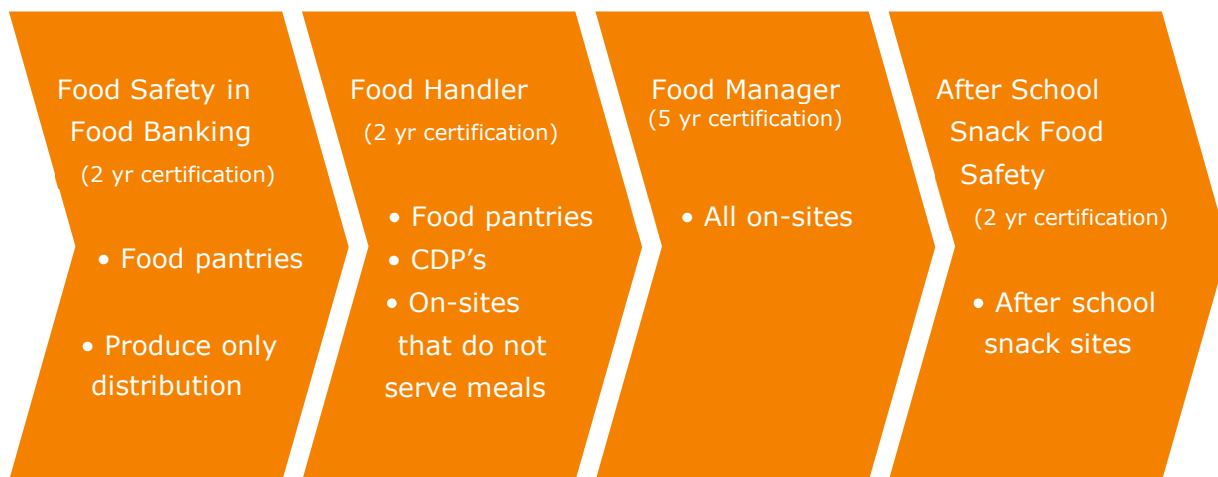 Food Safety in
Food Banking
(2 yr certification)
• Food pantries
• Produce only
distribution
Food Handler
(2 yr certification)
• Food pantries
• CDP’s
• On-sites
that do not
serve meals
Food Manager
(5 yr certification)
• All on-sites
After School
Snack Food
Safety
(2 yr certification)
• After school
snack sites